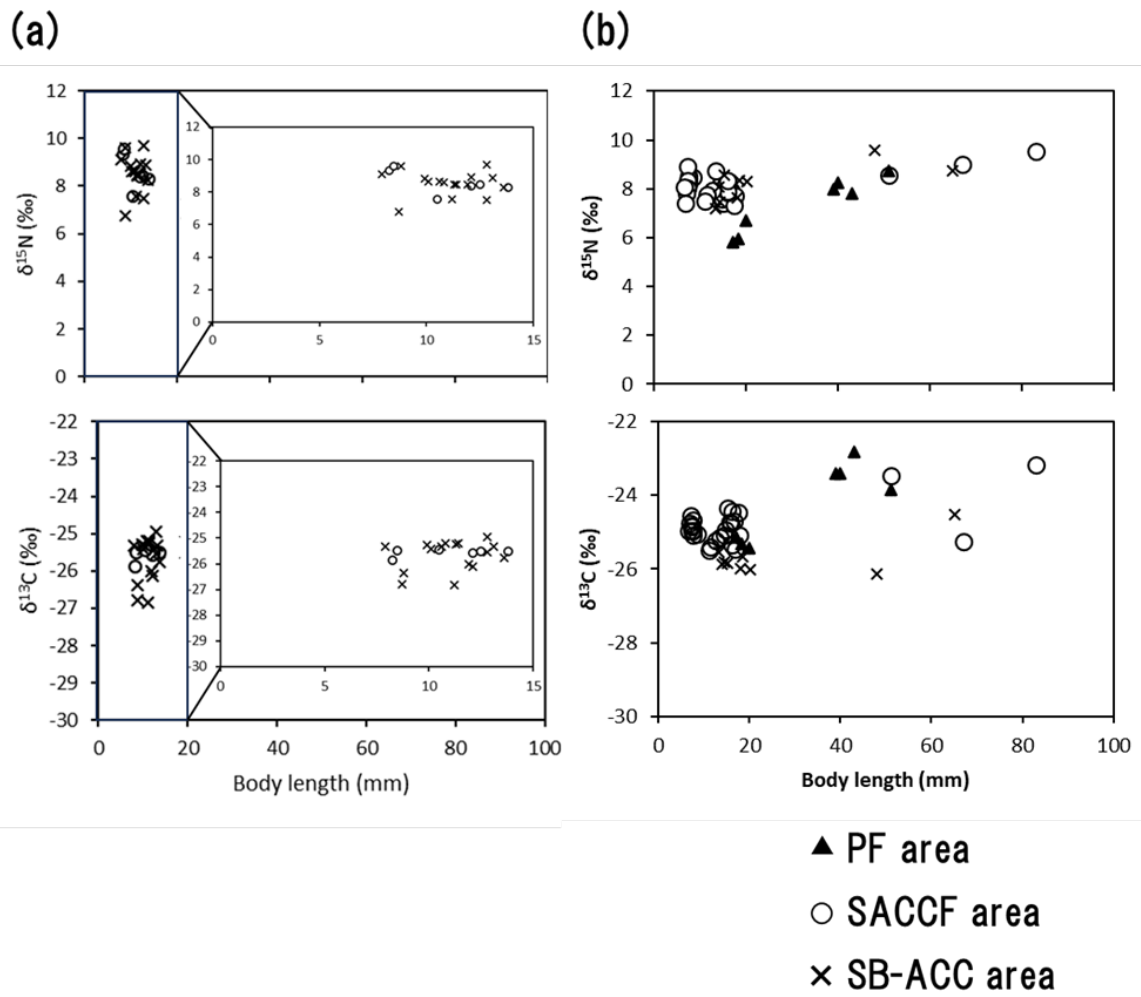 (a)
12
10
8
6
4
2
0
δ¹⁵N (‰)
12
10
8
6
4
2
0
0 5 10 15
-22
-23
-24
-25
-26
-27
-28
-29
-30
δ¹³C (‰)
-22
-23
-24
-25
-26
-27
-28
-29
-30
0 5 10 15
0 20 40 60 80 100
Body length (mm)
(b)
12
10
8
6
4
2
0
δ¹⁵N (‰)
-22
-24
-26
-28
-30
δ¹³C (‰)
0 20 40 60 80 100
Body length (mm)
▲ PF area
○ SACCF area
× SB-ACC area